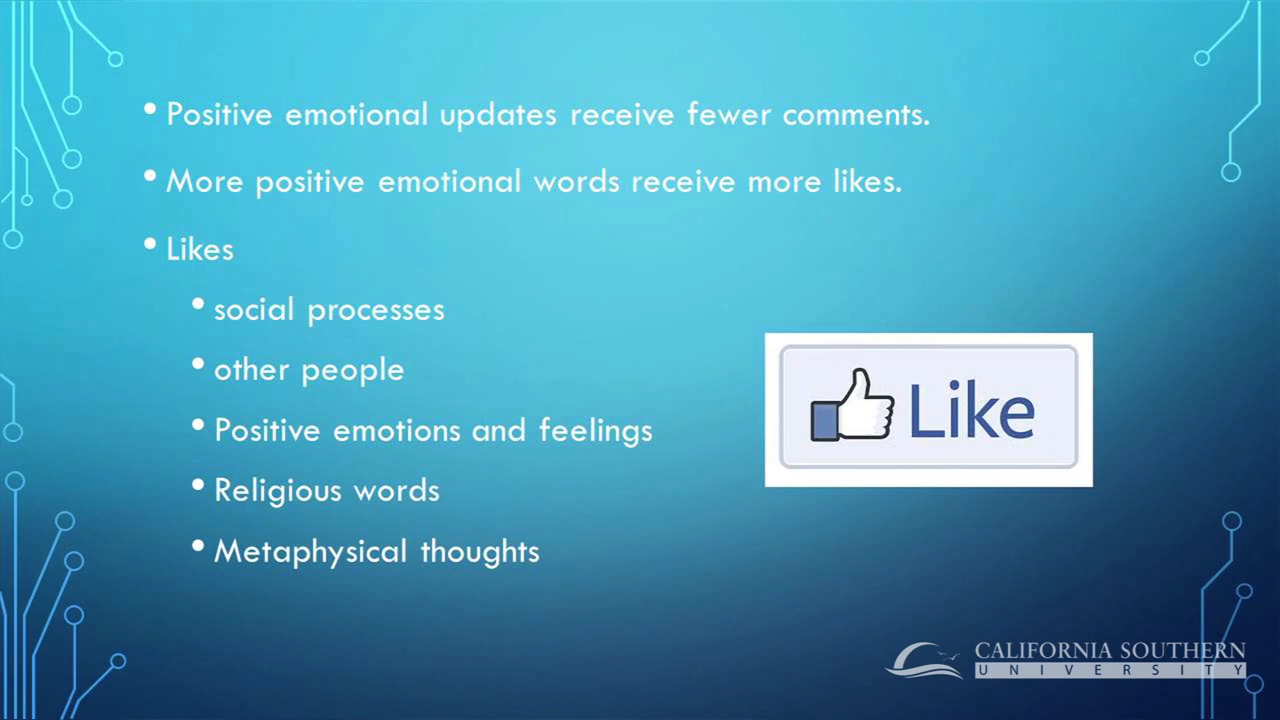 • Positive emotional updates receive fewer comments.
• More positive emotional words receive more likes.
• Likes
• social processes
• other people
• Positive emotions and feelings
• Religious words
• Metaphysical thoughts
Like
CALIFORNIA SOUTHERN
UNIVERSITY